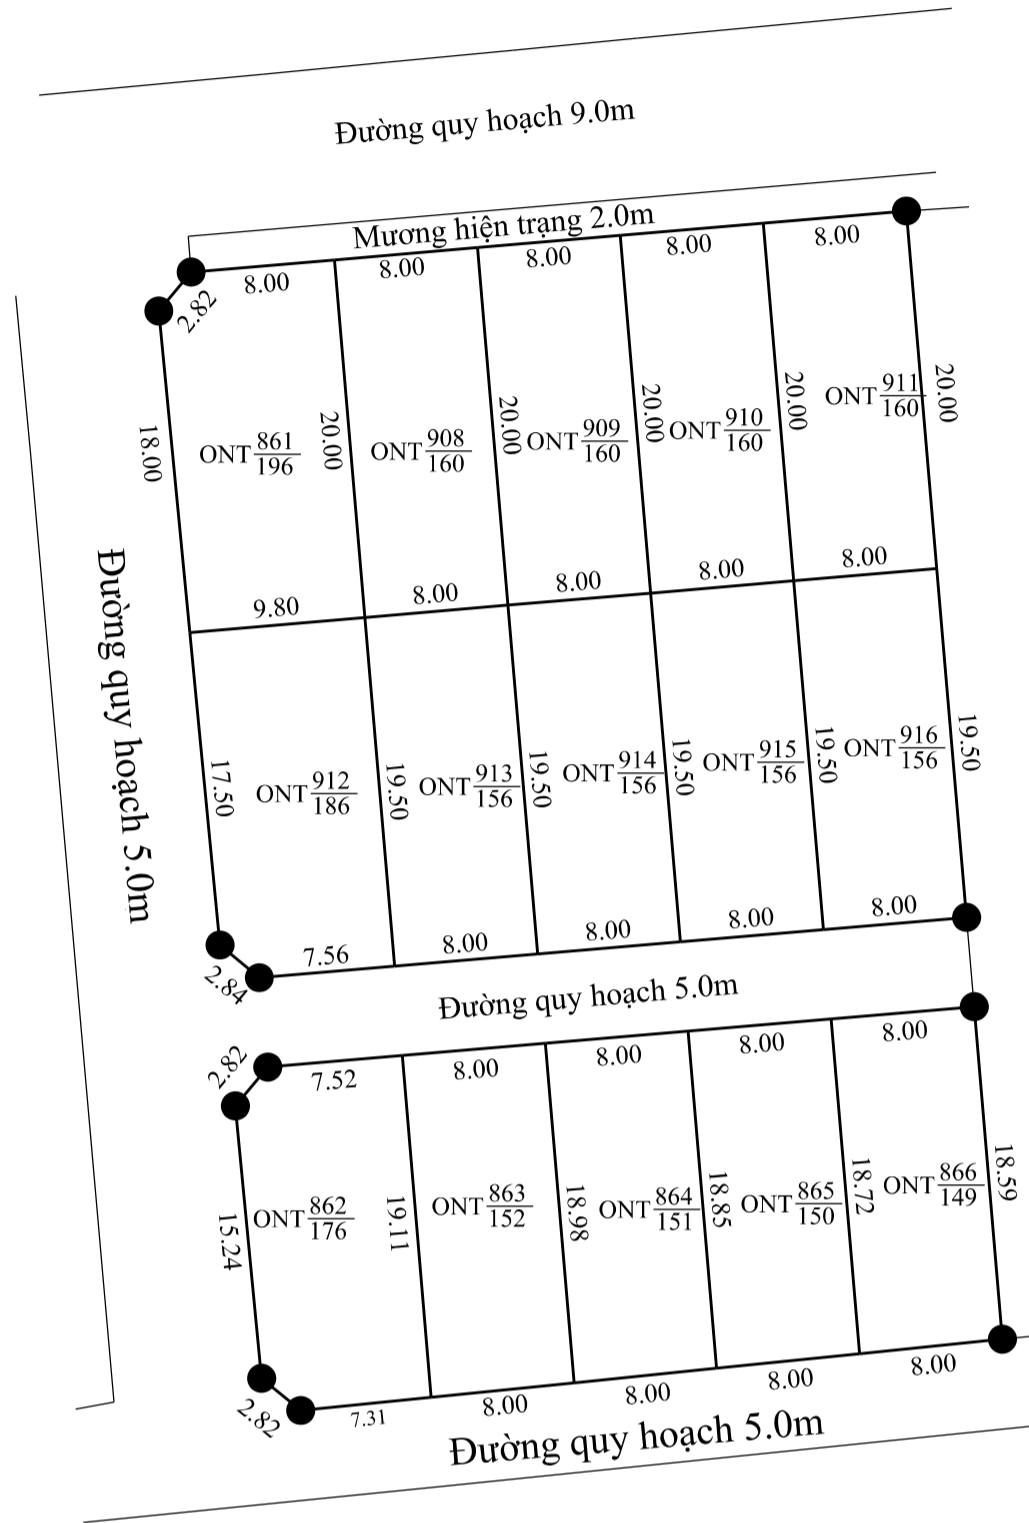 Đường quy hoạch 9.0m
Mương hiện trạng 2.0m
8.00
8.00
8.00
8.00
8.00
2.82
18.00
ONT 861/196
20.00
ONT 908/160
20.00
ONT 909/160
20.00
ONT 910/160
20.00
ONT 911/160
20.00
9.80
8.00
8.00
8.00
8.00
Đường quy hoạch 5.0m
17.50
ONT 912/186
19.50
ONT 913/156
19.50
ONT 914/156
19.50
ONT 915/156
19.50
ONT 916/156
19.50
2.84
7.56
8.00
8.00
8.00
8.00
Đường quy hoạch 5.0m
2.82
7.52
8.00
8.00
8.00
8.00
15.24
ONT 862/176
19.11
ONT 863/152
18.98
ONT 864/151
18.85
ONT 865/150
18.72
ONT 866/149
18.59
2.82
7.31
8.00
8.00
8.00
8.00
Đường quy hoạch 5.0m